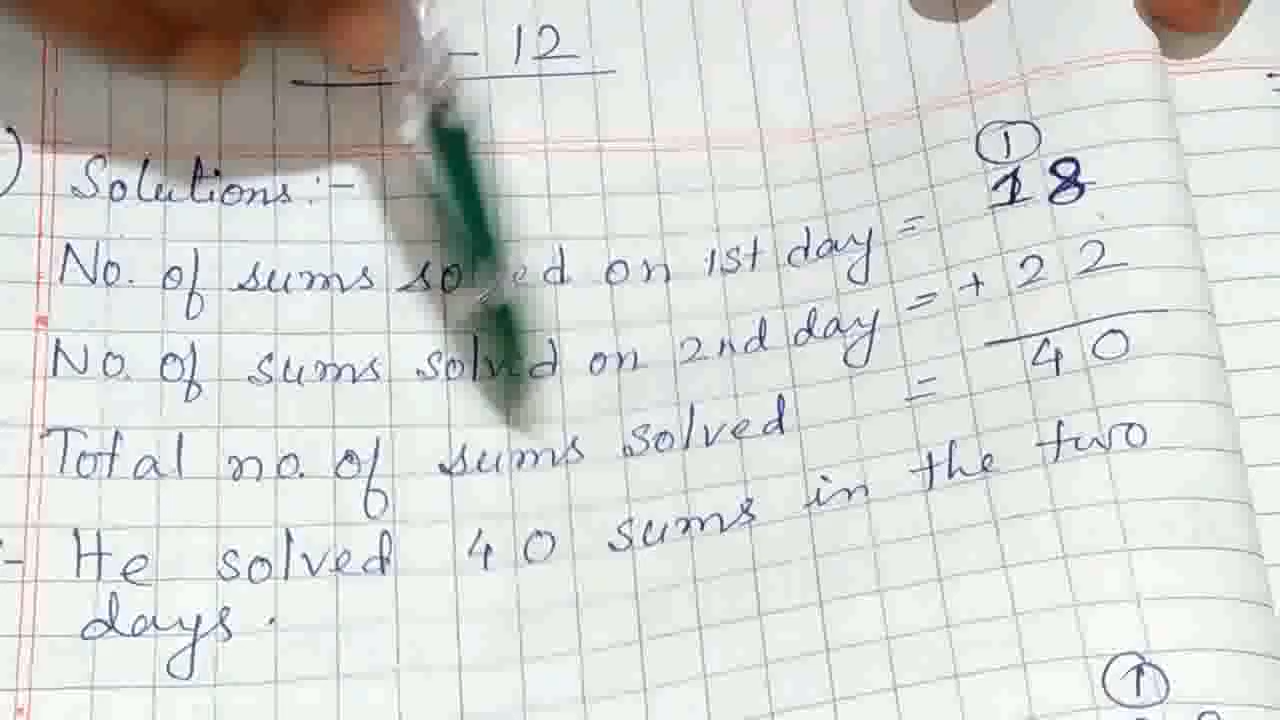 - 12
) Solutions:-
①
No. of sums solved on 1st day = 18
No. of sums solved on 2nd day = + 22
Total no. of sums solved = 40
:- He solved 40 sums in the two
days.